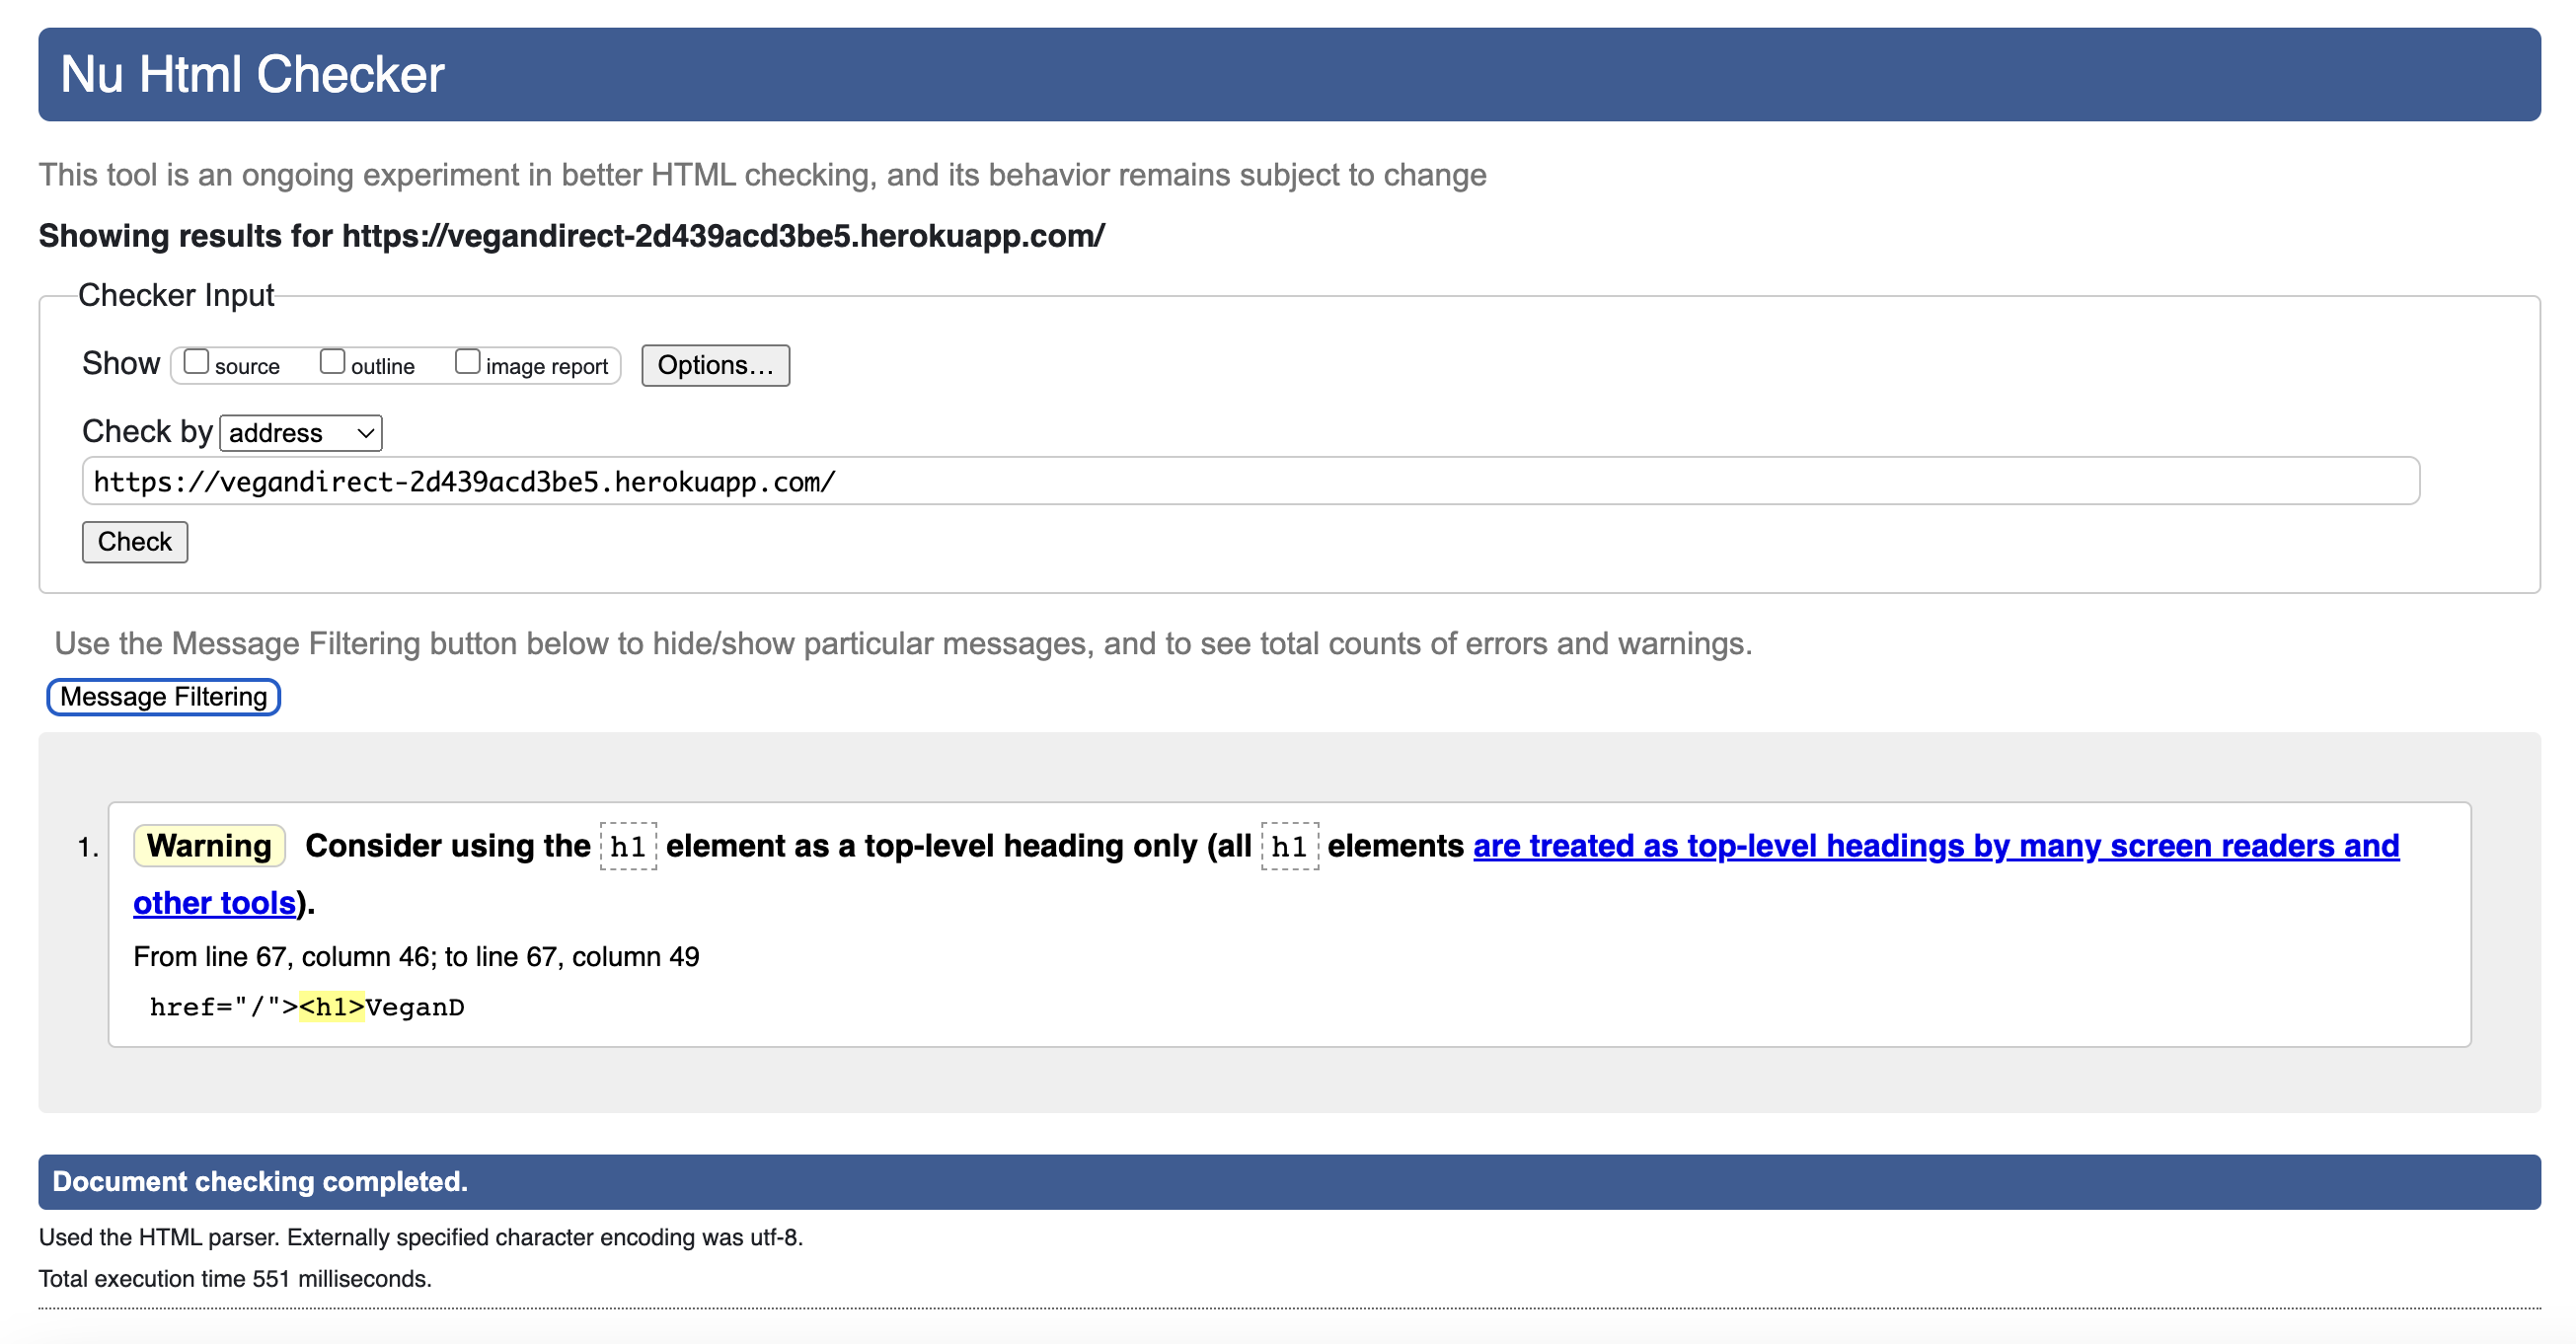 Nu Html Checker
This tool is an ongoing experiment in better HTML checking, and its behavior remains subject to change
Showing results for https://vegandirect-2d439acd3be5.herokuapp.com/
Checker Input
Show source outline image report Options...
Check by address
https://vegandirect-2d439acd3be5.herokuapp.com/
Check
Use the Message Filtering button below to hide/show particular messages, and to see total counts of errors and warnings.
Message Filtering
1. Warning Consider using the h1 element as a top-level heading only (all h1 elements are treated as top-level headings by many screen readers and
other tools).
From line 67, column 46; to line 67, column 49
href="/"><h1>VeganD
Document checking completed.
Used the HTML parser. Externally specified character encoding was utf-8.
Total execution time 551 milliseconds.